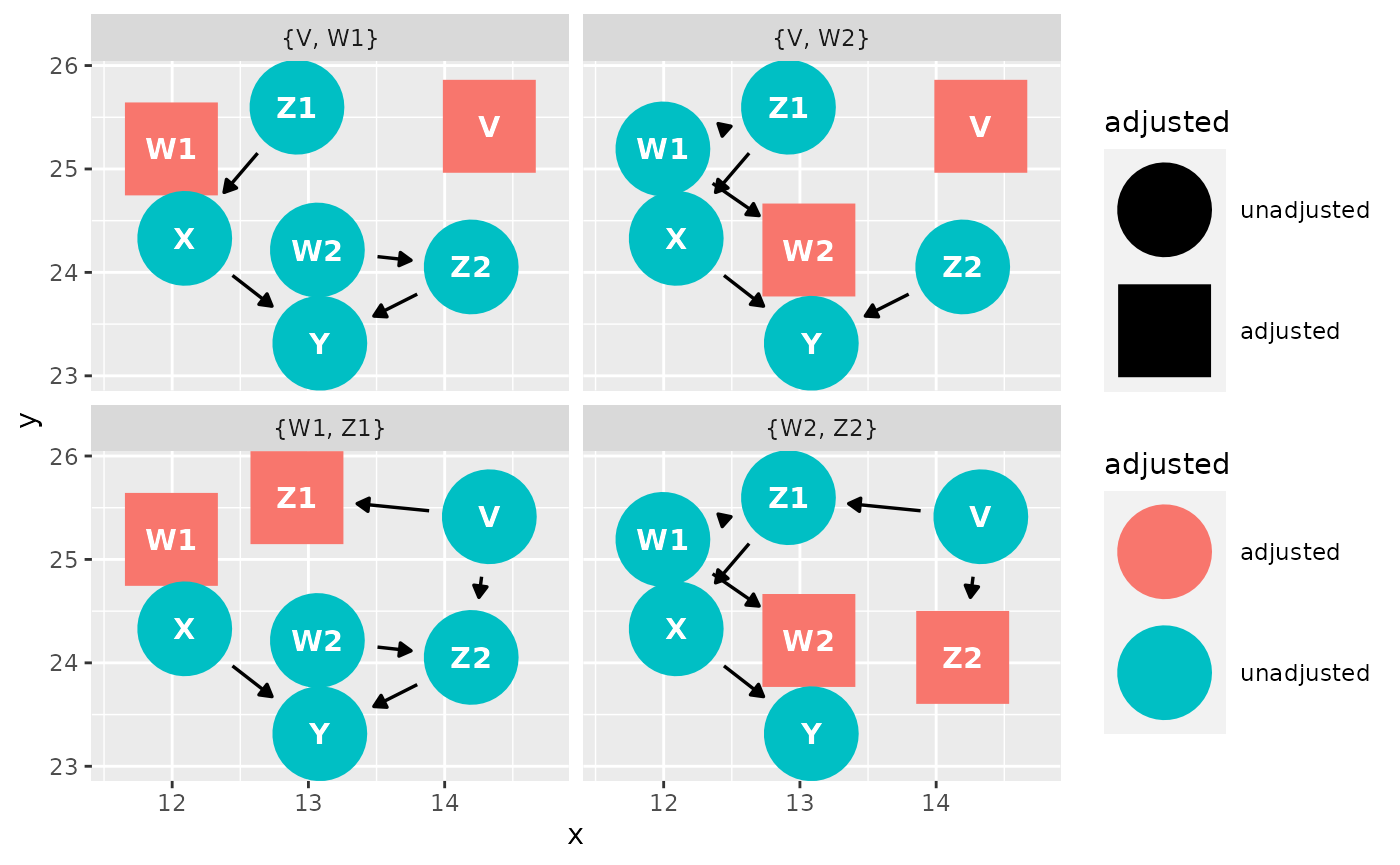 {V, W1}
{V, W2}
26
25
24
23
W1
Z1
V
X
W2
Z2
Y
W1
Z1
V
X
W2
Z2
Y
{W1, Z1}
{W2, Z2}
26
25
24
23
W1
Z1
V
X
W2
Z2
Y
W1
Z1
V
X
W2
Z2
Y
12
13
14
12
13
14
x
y
adjusted
unadjusted
adjusted
adjusted
adjusted
unadjusted